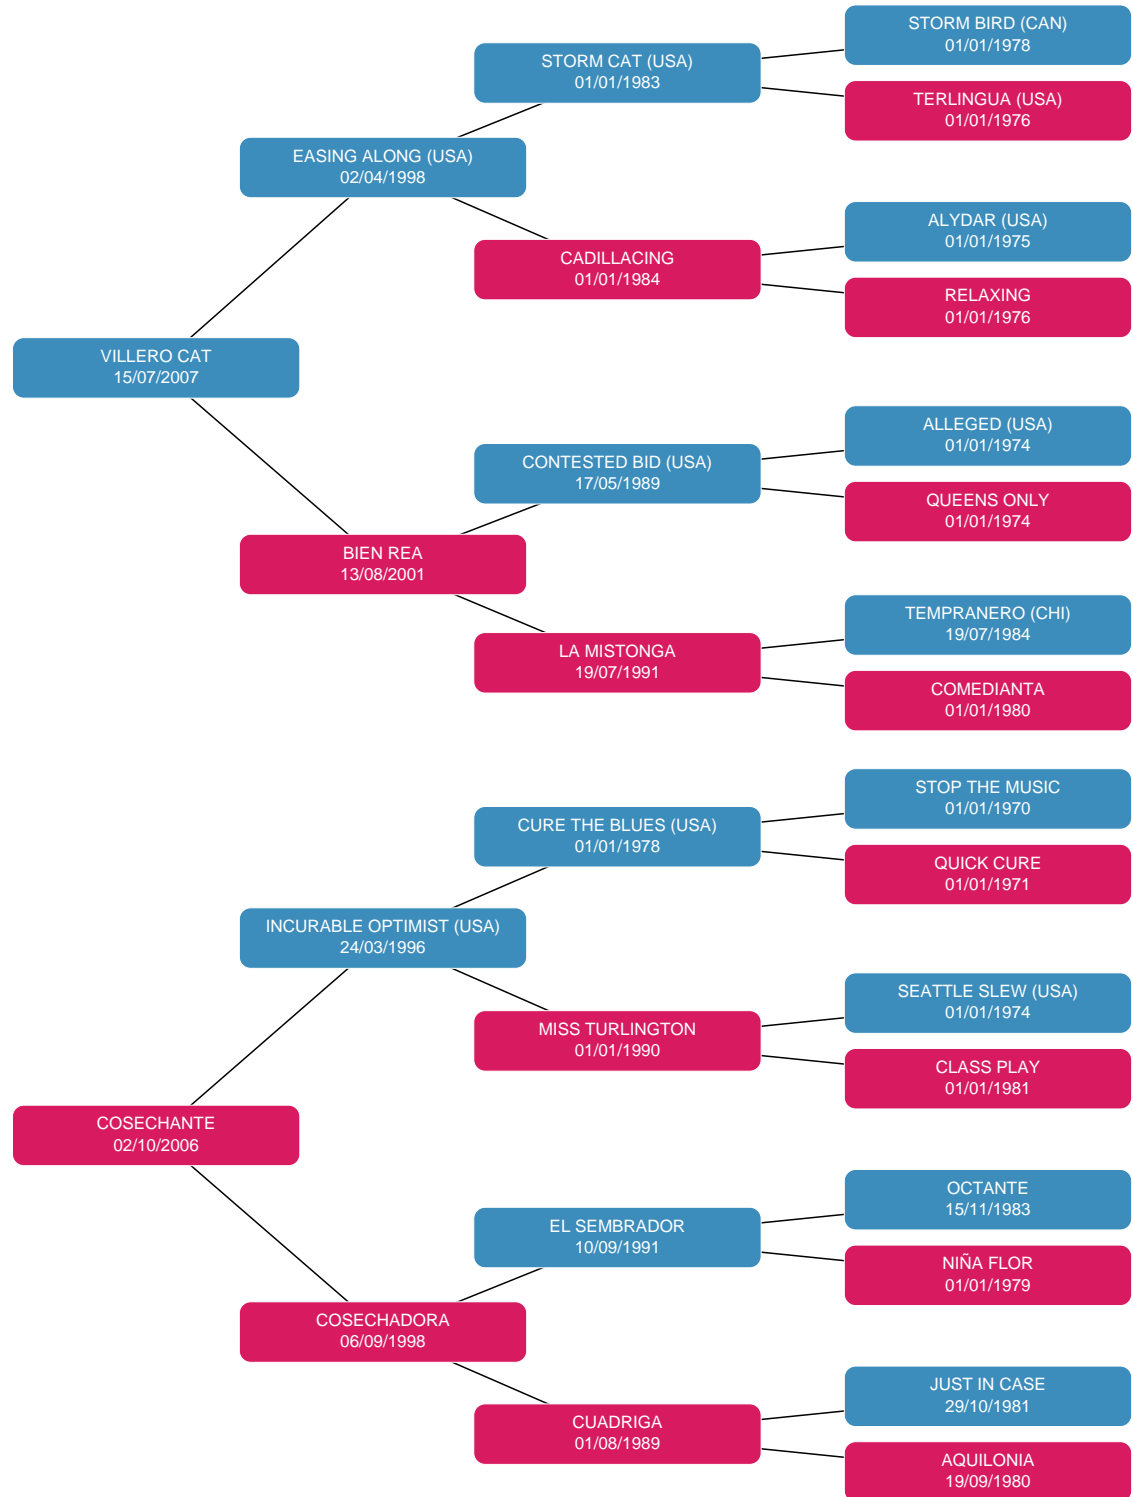 STORM BIRD (CAN)
01/01/1978
STORM CAT (USA)
01/01/1983
TERLINGUA (USA)
01/01/1976
EASING ALONG (USA)
02/04/1998
ALYDAR (USA)
01/01/1975
CADILLACING
01/01/1984
RELAXING
01/01/1976
VILLERO CAT
15/07/2007
ALLEGED (USA)
01/01/1974
CONTESTED BID (USA)
17/05/1989
QUEENS ONLY
01/01/1974
BIEN REA
13/08/2001
TEMPRANERO (CHI)
19/07/1984
LA MISTONGA
19/07/1991
COMEDIANTA
01/01/1980
STOP THE MUSIC
01/01/1970
CURE THE BLUES (USA)
01/01/1978
QUICK CURE
01/01/1971
INCURABLE OPTIMIST (USA)
24/03/1996
SEATTLE SLEW (USA)
01/01/1974
MISS TURLINGTON
01/01/1990
CLASS PLAY
01/01/1981
COSECHANTE
02/10/2006
OCTANTE
15/11/1983
EL SEMBRADOR
10/09/1991
NIÑA FLOR
01/01/1979
COSECHADORA
06/09/1998
JUST IN CASE
29/10/1981
CUADRIGA
01/08/1989
AQUILONIA
19/09/1980